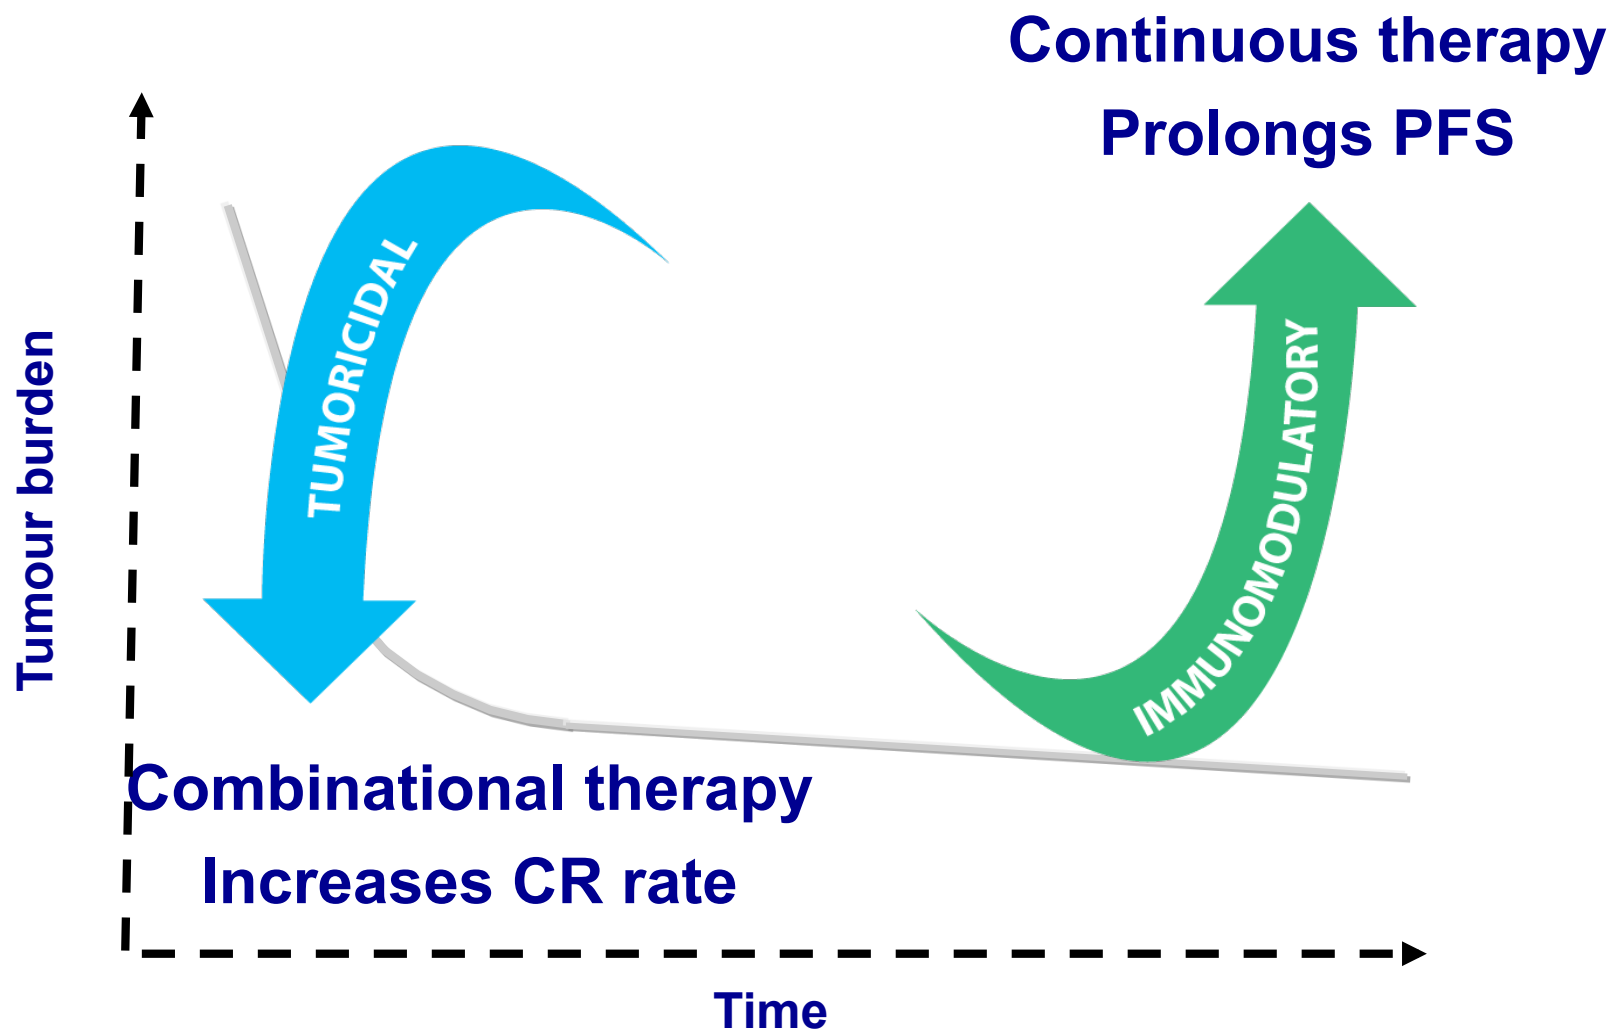 Continuous therapy
Prolongs PFS
TUMORICIDAL
IMMUNOMODULATORY
Tumour burden
Combinational therapy
Increases CR rate
Time